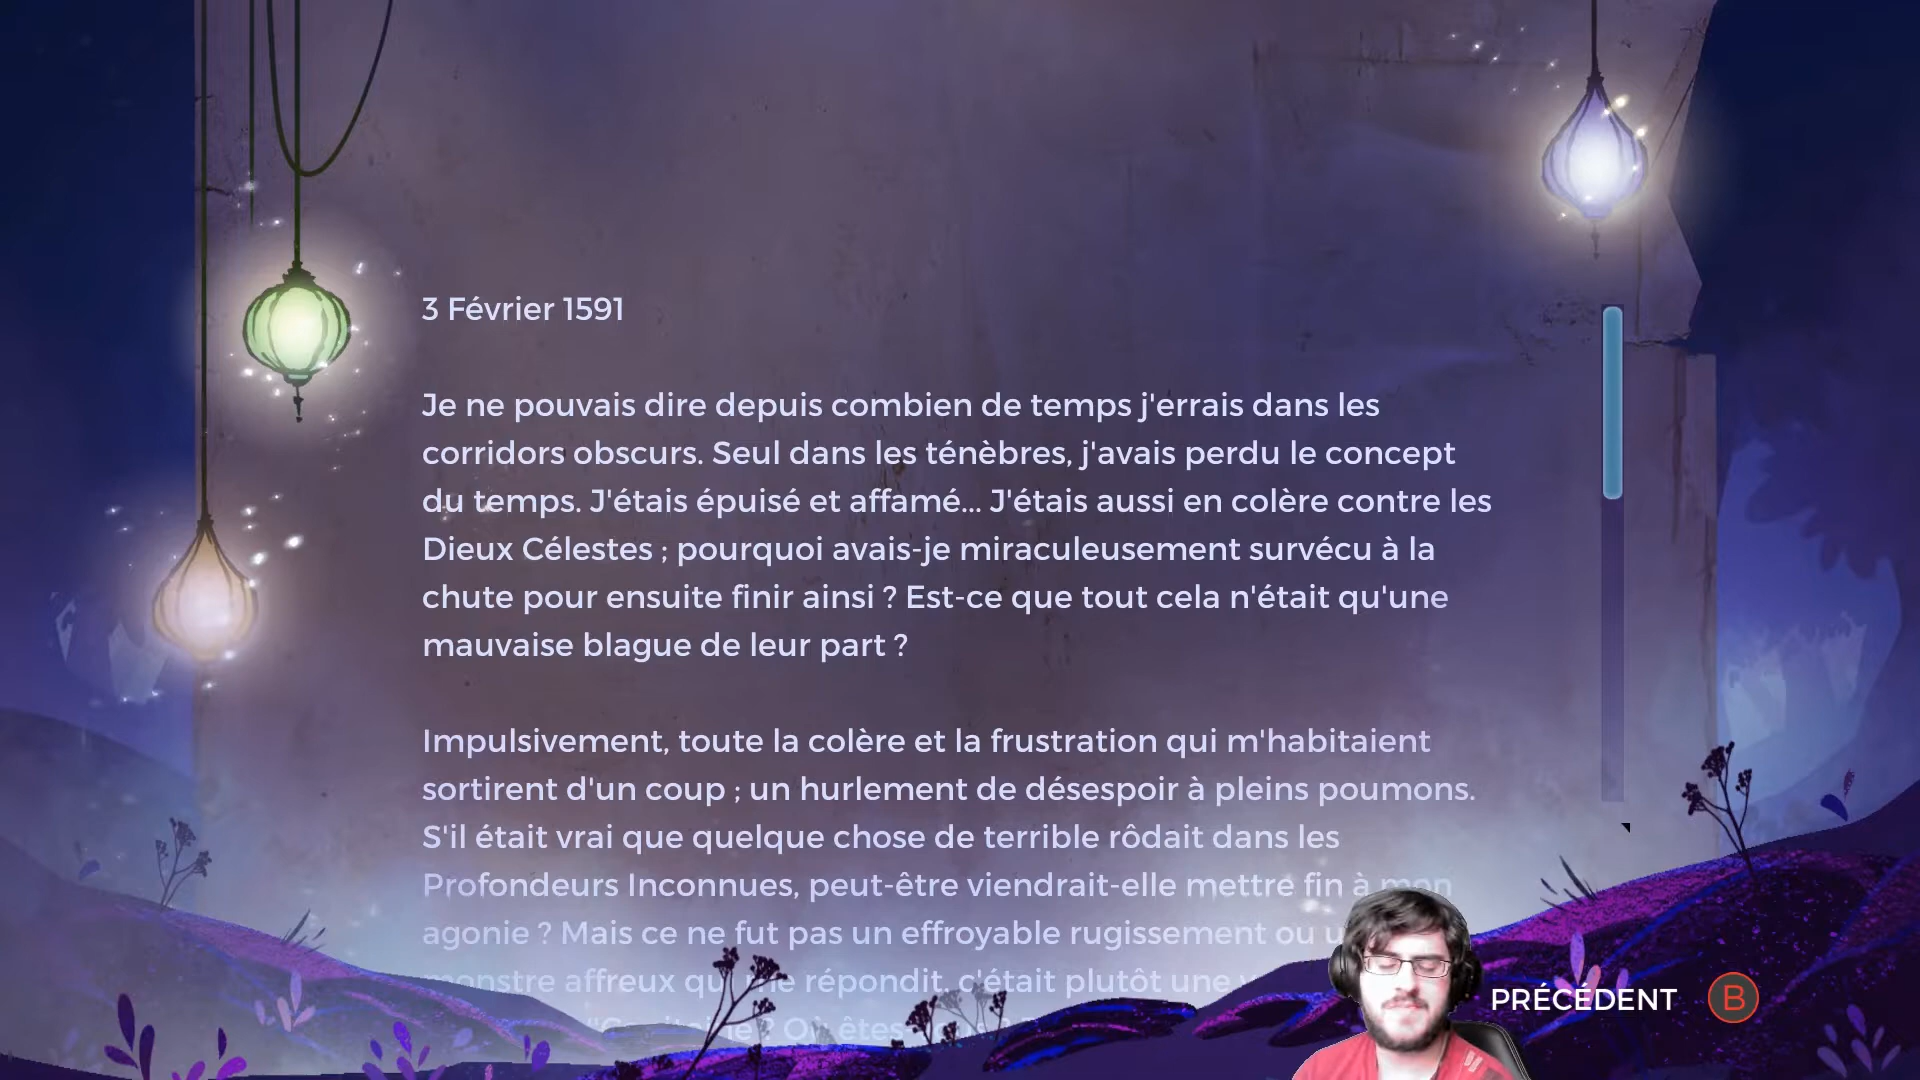 3 Février 1591
Je ne pouvais dire depuis combien de temps j'errais dans les
corridors obscurs. Seul dans les ténèbres, j'avais perdu le concept
du temps. J'étais épuisé et affamé... J'étais aussi en colère contre les
Dieux Célestes ; pourquoi avais-je miraculeusement survécu à la
chute pour ensuite finir ainsi ? Est-ce que tout cela n'était qu'une
mauvaise blague de leur part ?
Impulsivement, toute la colère et la frustration qui m'habitaient
sortirent d'un coup ; un hurlement de désespoir à pleins poumons.
S'il était vrai que quelque chose de terrible rôdait dans les
Profondeurs Inconnues, peut-être viendrait-elle mettre fin à mon
agonie ? Mais ce ne fut pas un effroyable rugissement ou
monstre affreux qui me répondit, c'était plutôt une
PRÉCÉDENT B